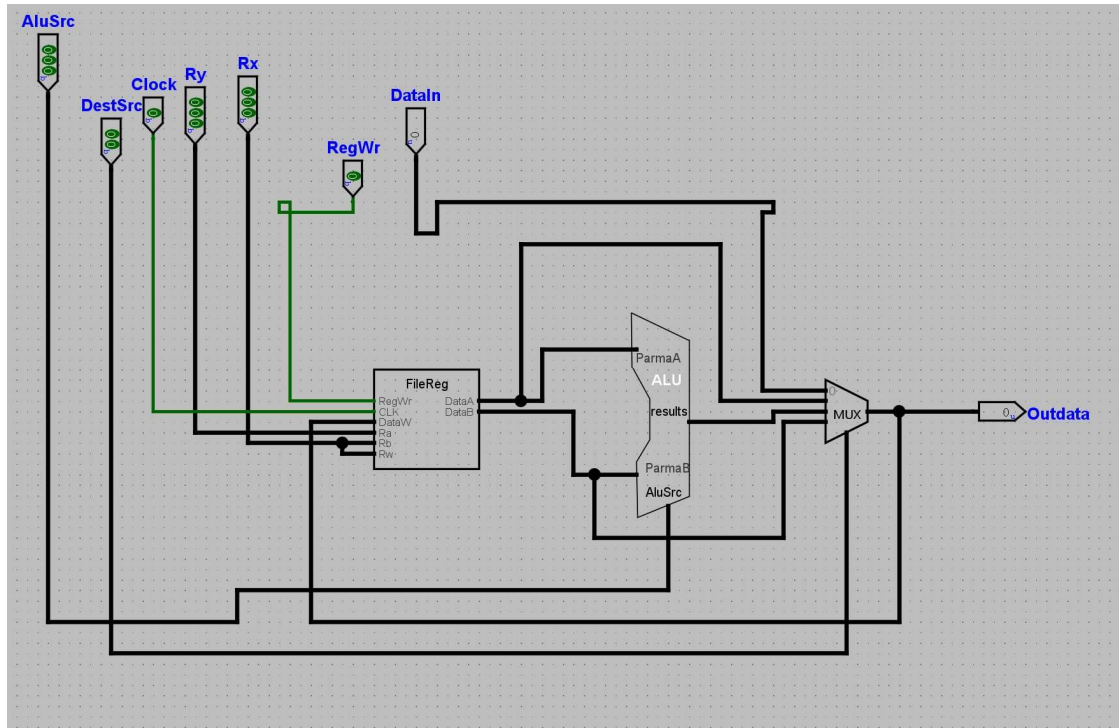 AluSrc
DestSrc
Clock
Ry
Rx
RegWr
DataIn
0
FileReg
RegWr
CLK
DataW
Ra
Rb
Rw
DataA
DataB
ParmaA
ALU
results
ParmaB
AluSrc
0
MUX
0
Outdata